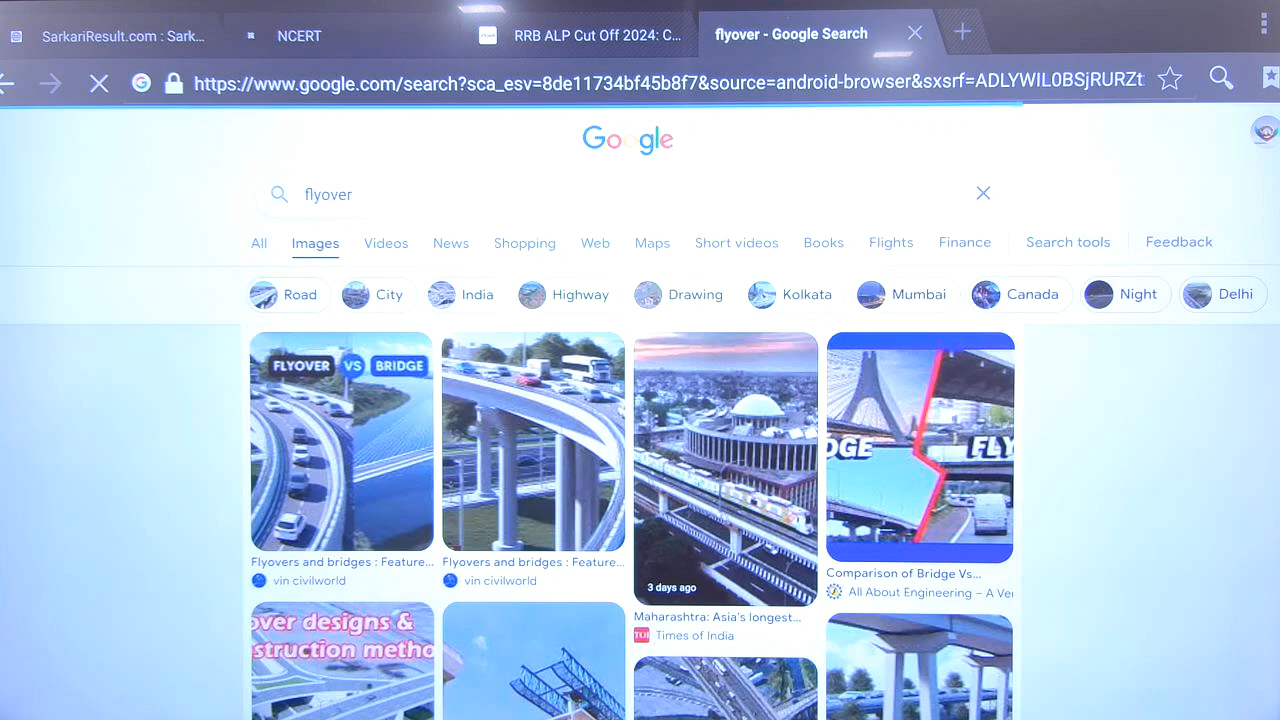 SarkariResult.com : Sark...
NCERT
RRB ALP Cut Off 2024: C...
flyover - Google Search
https://www.google.com/search?sca_esv=8de11734bf45b8f7&source=android-browser&sxsrf=ADLYWIL0BSjRURZt
Google
flyover
All Images Videos News Shopping Web Maps Short videos Books Flights Finance Search tools Feedback
Road City India Highway Drawing Kolkata Mumbai Canada Night Delhi
FLYOVER VS BRIDGE
DGE FLY
3 days ago
Flyovers and bridges : Feature...
vin civilworld
Flyovers and bridges : Feature...
vin civilworld
Maharashtra: Asia's longest...
TOI Times of India
Comparison of Bridge Vs...
All About Engineering – A Ver
over designs &
struction metho